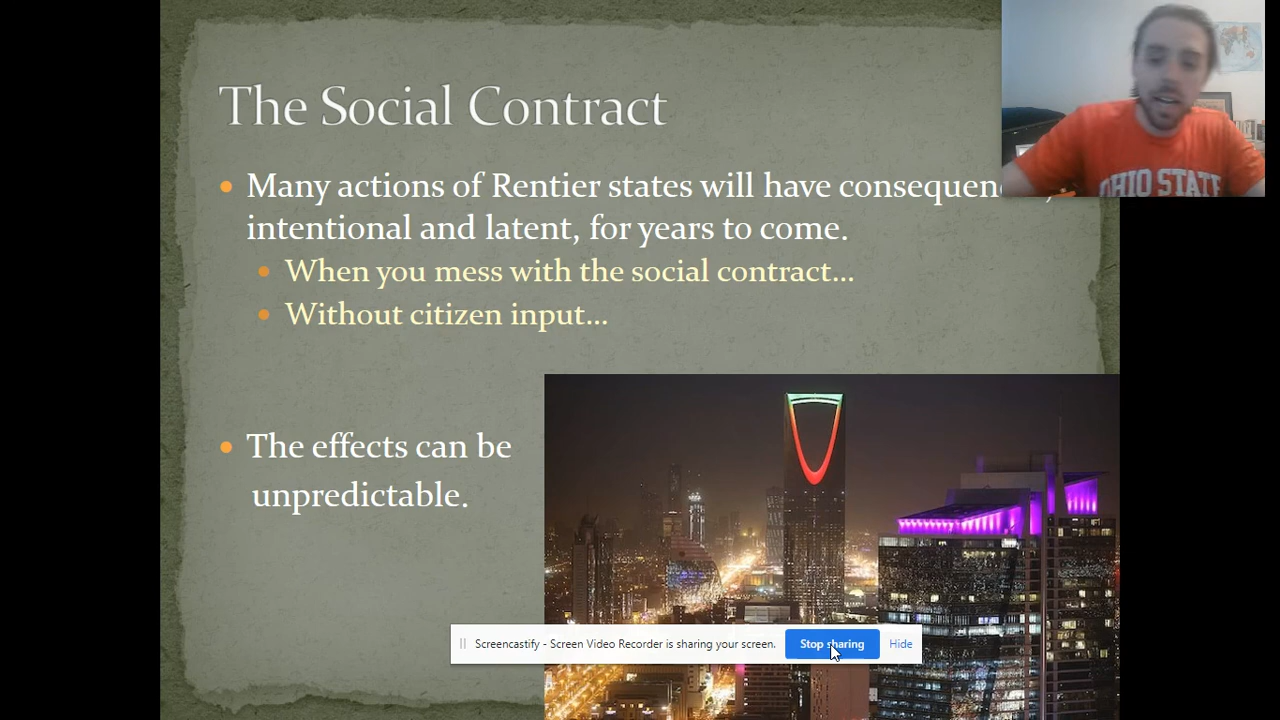 The Social Contract
Many actions of Rentier states will have
intentional and latent, for years to come.
When you mess with the social contract...
Without citizen input...
The effects can be
unpredictable.
OHIO STATE
Screencastify - Screen Video Recorder is sharing your screen.
Stop sharing
Hide